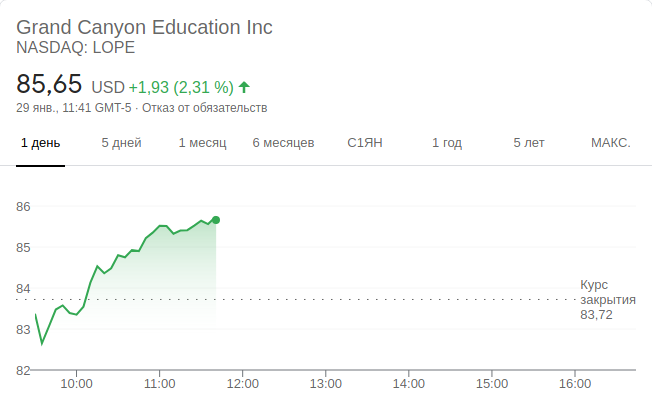 Grand Canyon Education Inc
NASDAQ: LOPE
85,65 USD +1,93 (2,31 %)
29 янв., 11:41 GMT-5 · Отказ от обязательств
1 день 5 дней 1 месяц 6 месяцев С1ЯН 1 год 5 лет МАКС.
86
85
84
Курс
закрытия
83,72
83
82
10:00 11:00 12:00 13:00 14:00 15:00 16:00